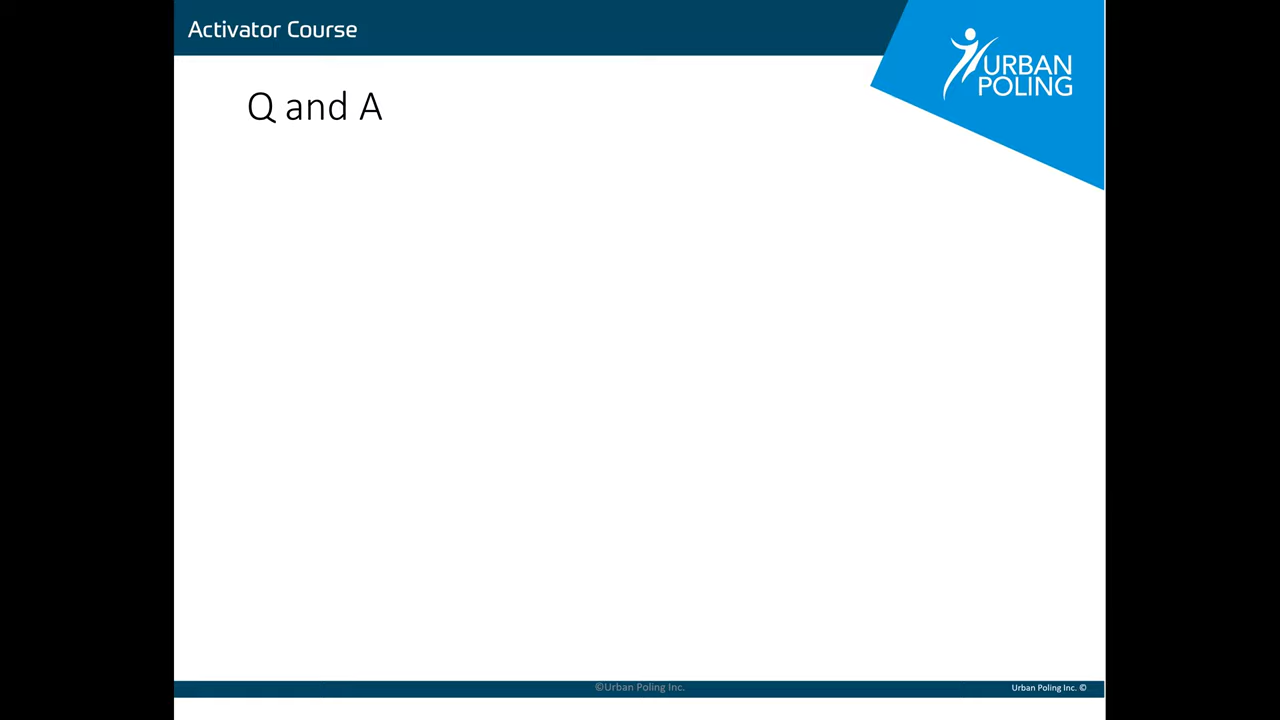 Activator Course
URBAN
POLING
Q and A
©Urban Poling Inc.
Urban Poling Inc. ©